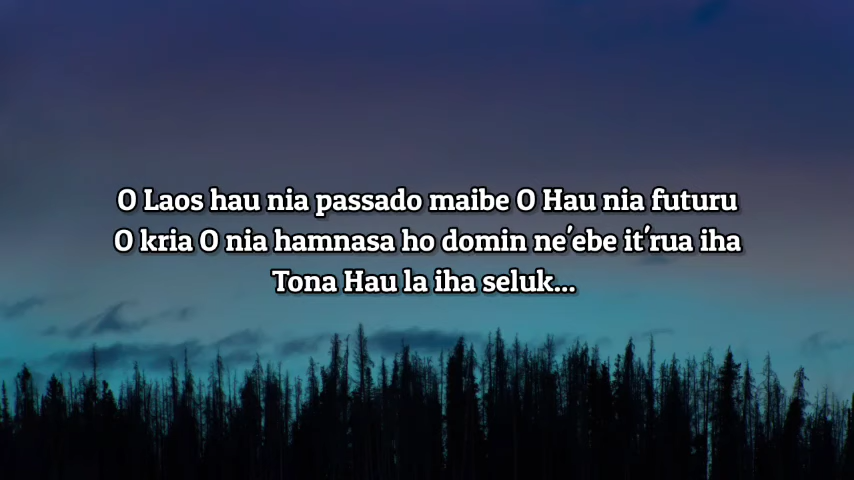 O Laos hau nia passado maibe O Hau nia futuru
O kria O nia hamnasa ho domin ne'ebe it'rua iha
Tona Hau la iha seluk...